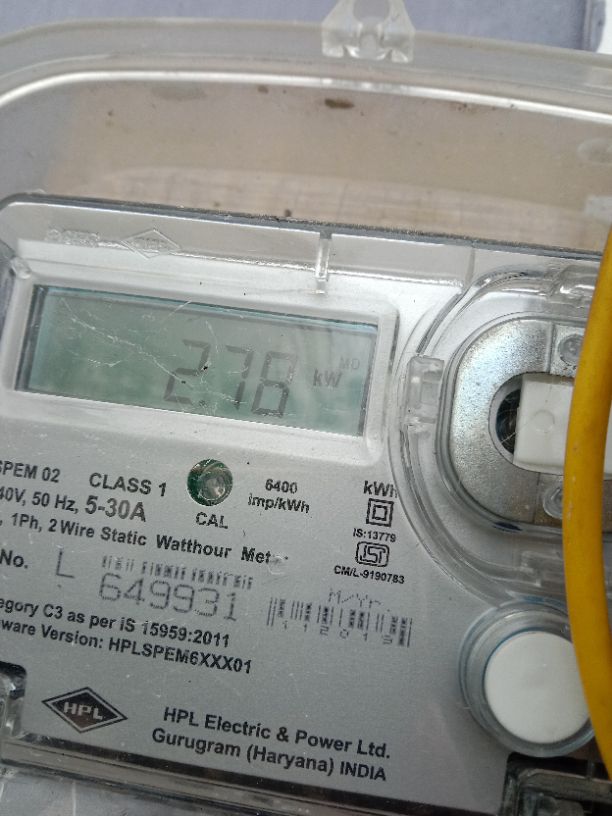 2.78 kW MD
SPEM 02 CLASS 1 6400 imp/kWh kWh
40V, 50 Hz, 5-30A CAL
IS:13779
1Ph, 2 Wire Static Watthour
CM/L-9190783
No. L 649931
M/Yr.
egory C3 as per IS 15959:2011
ware Version: HPLSPEM6XXX01
HPL
HPL Electric & Power Ltd.
Gurugram (Haryana) INDIA